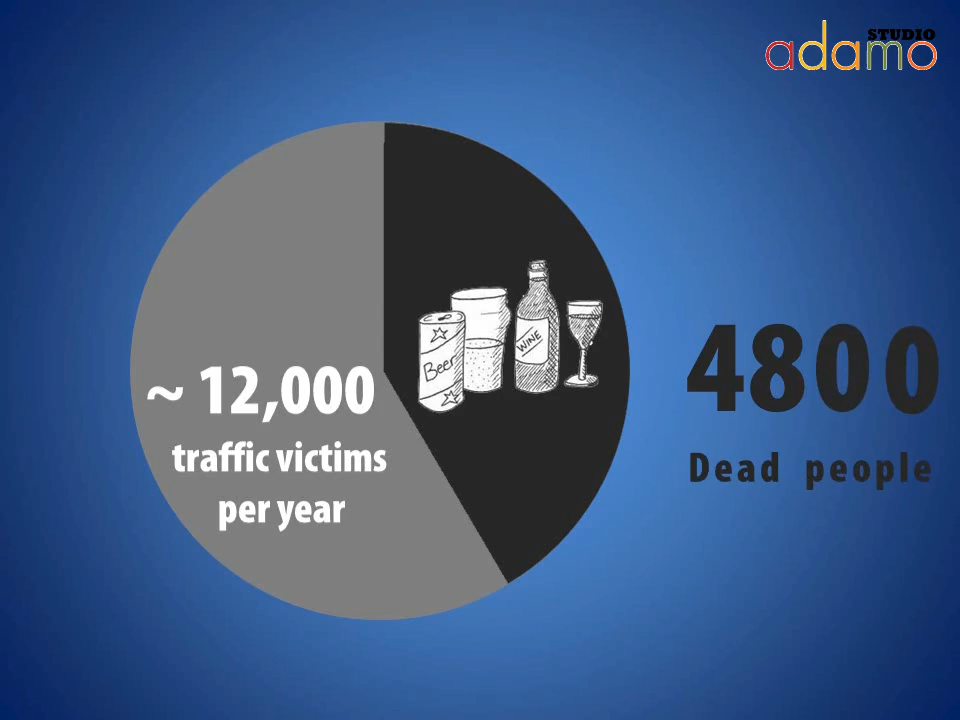 STUDIO
adamo
Beer
WINE
4800
Dead people
~ 12,000
traffic victims
per year